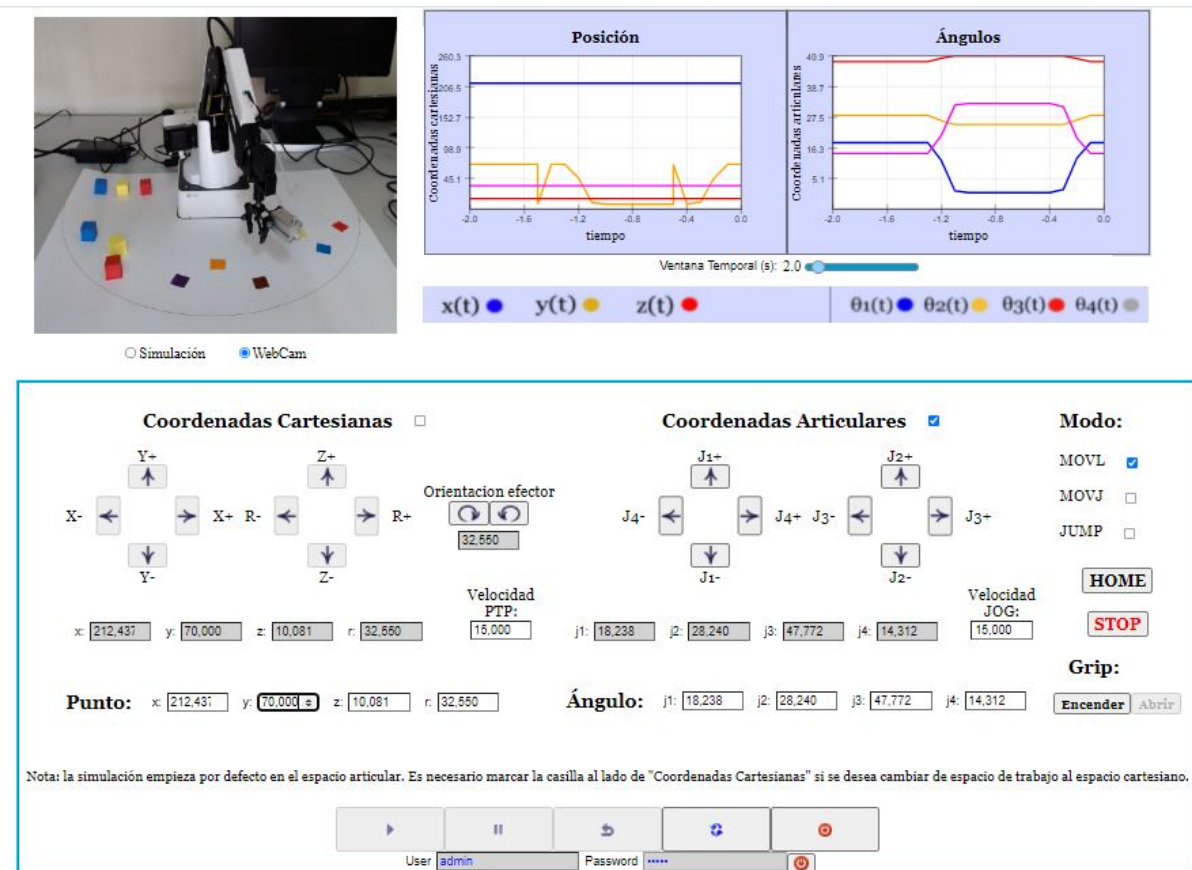 Posición
Ángulos
Coordenadas cartesianas
260.3
206.5
152.7
98.9
45.1
-2.0 -1.6 -1.2 -0.8 -0.4 0.0
tiempo
Coordenadas articulares
49.9
38.7
27.5
16.3
5.1
-2.0 -1.6 -1.2 -0.8 -0.4 0.0
tiempo
Ventana Temporal (s): 2.0
x(t) y(t) z(t) θ1(t) θ2(t) θ3(t) θ4(t)
Simulación WebCam
Coordenadas Cartesianas Coordenadas Articulares Modo:
Y+ Z+ J1+ J2+ MOVL
Orientacion efector
X- X+ R- R+ J4- J4+ J3- J3+ MOVJ
32,550 JUMP
Y- Z- J1- J2-
HOME
Velocidad PTP: Velocidad JOG:
x: 212,437 y: 70,000 z: 10,081 r: 32,550 15,000 j1: 18,238 j2: 28,240 j3: 47,772 j4: 14,312 15,000 STOP
Grip:
Punto: x: 212,437 y: 70,000 z: 10,081 r: 32,550 Ángulo: j1: 18,238 j2: 28,240 j3: 47,772 j4: 14,312 Encender Abrir
Nota: la simulación empieza por defecto en el espacio articular. Es necesario marcar la casilla al lado de "Coordenadas Cartesianas" si se desea cambiar de espacio de trabajo al espacio cartesiano.
User admin Password •••••